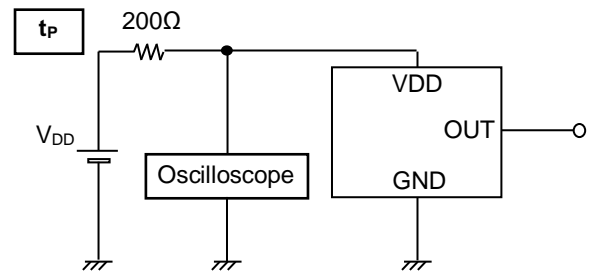 tP
200Ω
VDD
Oscilloscope
VDD
OUT
GND